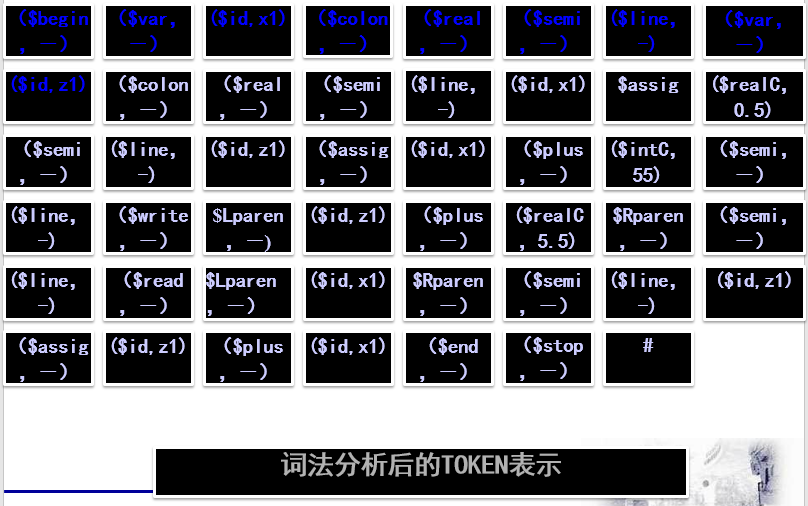 ($begin, —) ($var, —) ($id,x1) ($colon, —) ($real, —) ($semi, —) ($line, —) ($var, —)
($id,z1) ($colon, —) ($real, —) ($semi, —) ($line, —) ($id,x1) $assig ($realC, 0.5)
($semi, —) ($line, —) ($id,z1) ($assig, —) ($id,x1) ($plus, —) ($intC, 55) ($semi, —)
($line, —) ($write, —) $Lparen, —) ($id,z1) ($plus, —) ($realC, 5.5) $Rparen, —) ($semi, —)
($line, —) ($read, —) $Lparen, —) ($id,x1) $Rparen, —) ($semi, —) ($line, —) ($id,z1)
($assig, —) ($id,z1) ($plus, —) ($id,x1) ($end, —) ($stop, —) #
词法分析后的TOKEN表示